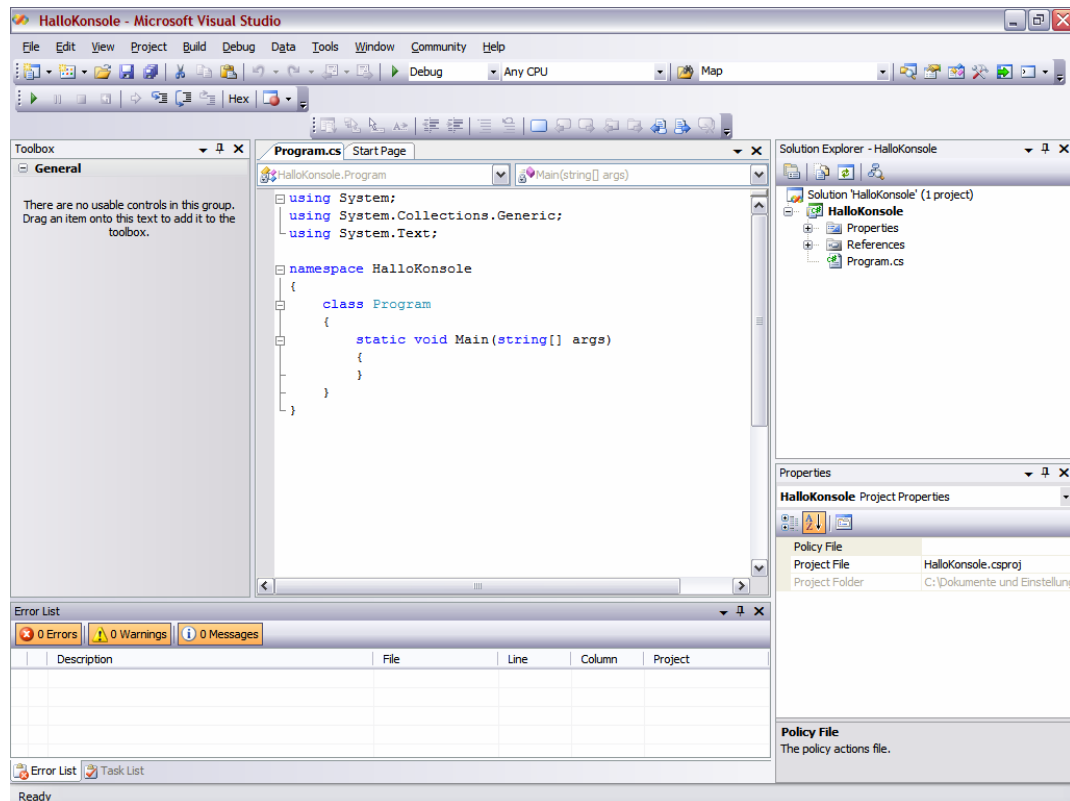 HalloKonsole - Microsoft Visual Studio
File Edit View Project Build Debug Data Tools Window Community Help
Debug Any CPU Map
Hex
Toolbox
General
There are no usable controls in this group.
Drag an item onto this text to add it to the
toolbox.
Program.cs Start Page
HalloKonsole.Program Main(string[] args)
using System;
using System.Collections.Generic;
using System.Text;
namespace HalloKonsole
{
class Program
{
static void Main(string[] args)
{
}
}
}
Solution Explorer - HalloKonsole
Solution 'HalloKonsole' (1 project)
HalloKonsole
Properties
References
Program.cs
Properties
HalloKonsole Project Properties
Policy File
Project File HalloKonsole.csproj
Project Folder C:\Dokumente und Einstellun
Policy File
The policy actions file.
Error List
0 Errors 0 Warnings 0 Messages
Description File Line Column Project
Error List Task List
Ready